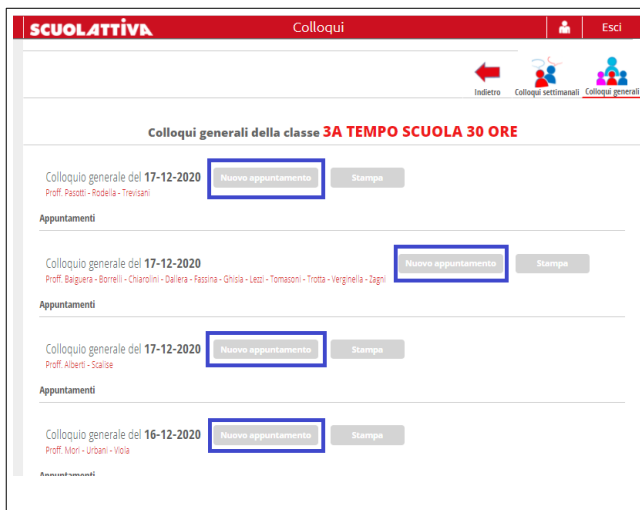 SCUOLATTIVA Colloqui Esci
Indietro Colloqui settimanali Colloqui generali
Colloqui generali della classe 3A TEMPO SCUOLA 30 ORE
Colloquio generale del 17-12-2020 Nuovo appuntamento Stampa
Proff. Pasotti - Rodella - Trevisani
Appuntamenti
Colloquio generale del 17-12-2020 Nuovo appuntamento Stampa
Proff. Baiguera - Borrelli - Chiarolini - Dallera - Fassina - Ghisla - Lezzi - Tomasoni - Trotta - Verginella - Zagni
Appuntamenti
Colloquio generale del 17-12-2020 Nuovo appuntamento Stampa
Proff. Alberti - Scalise
Appuntamenti
Colloquio generale del 16-12-2020 Nuovo appuntamento Stampa
Proff. Mori - Urbani - Viola
Appuntamenti